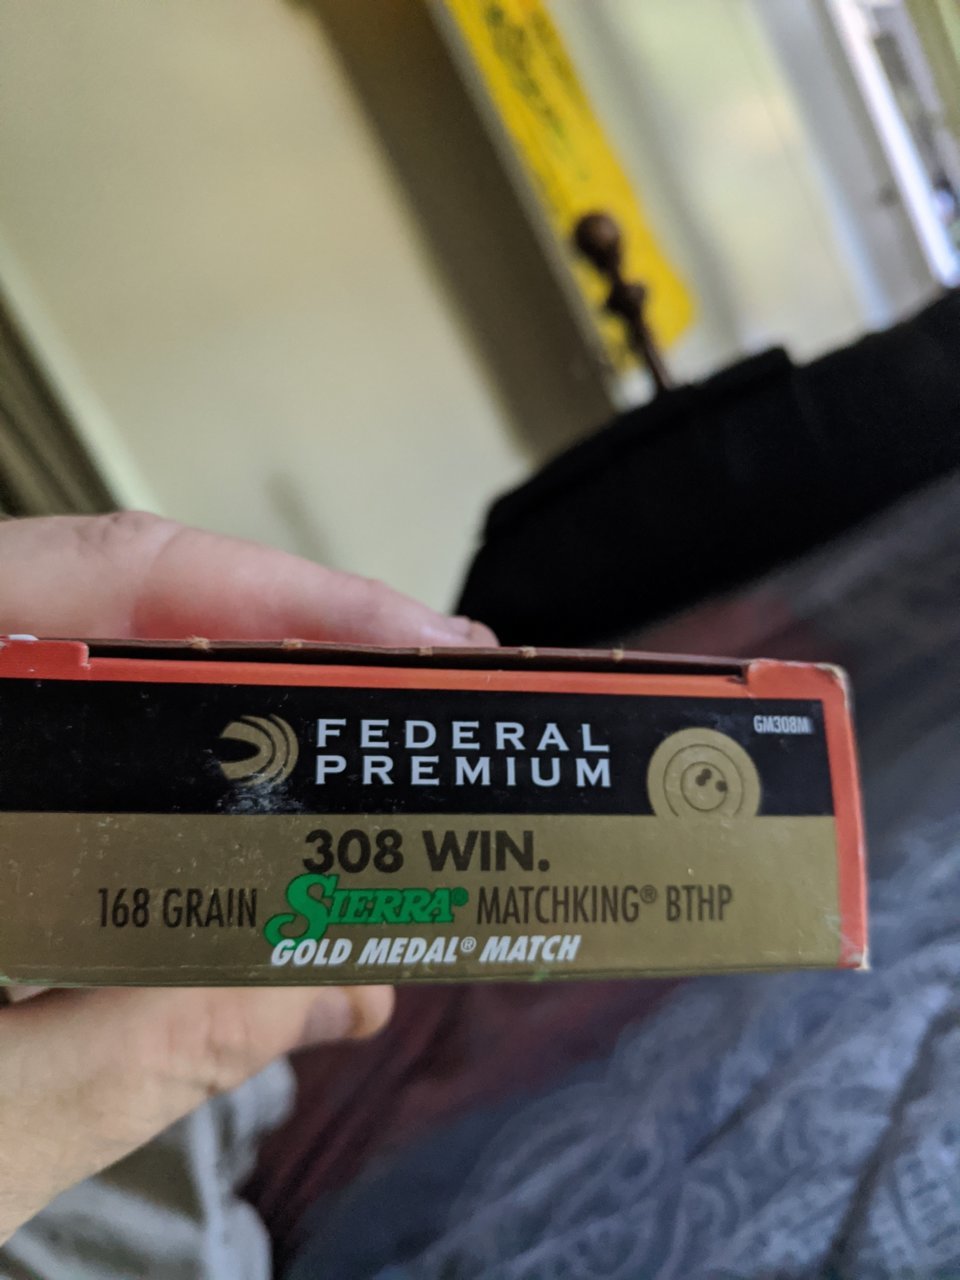 FEDERAL
PREMIUM
GM308M
308 WIN.
168 GRAIN SIERRA® MATCHKING® BTHP
GOLD MEDAL® MATCH